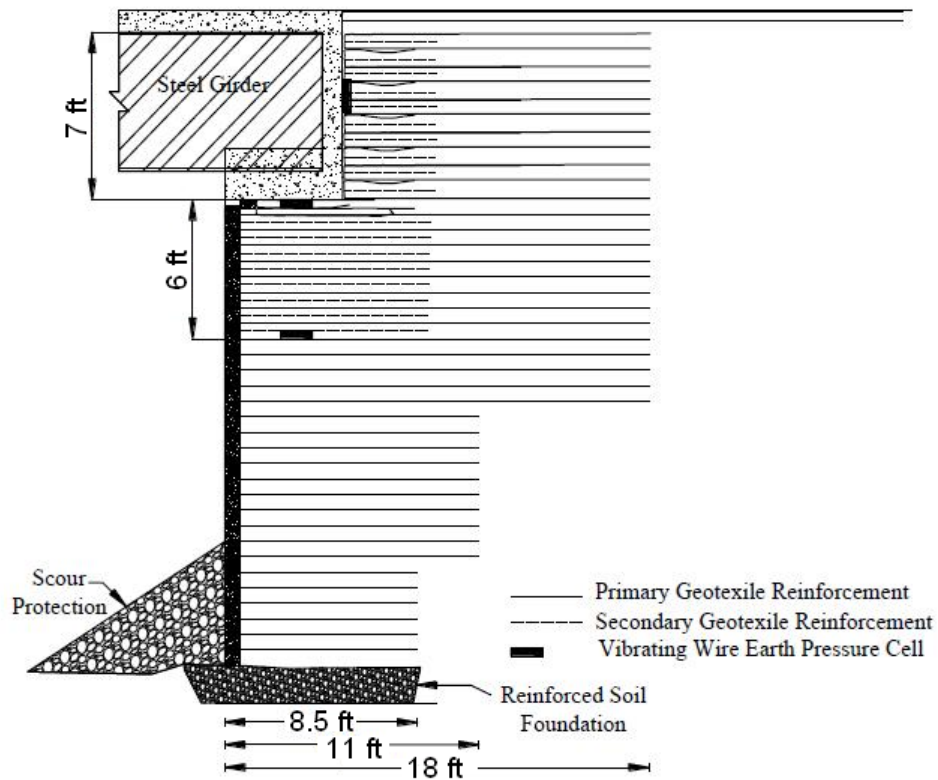 Steel Girder
7 ft
6 ft
Scour
Protection
Primary Geotexile Reinforcement
Secondary Geotexile Reinforcement
Vibrating Wire Earth Pressure Cell
Reinforced Soil
Foundation
8.5 ft
11 ft
18 ft